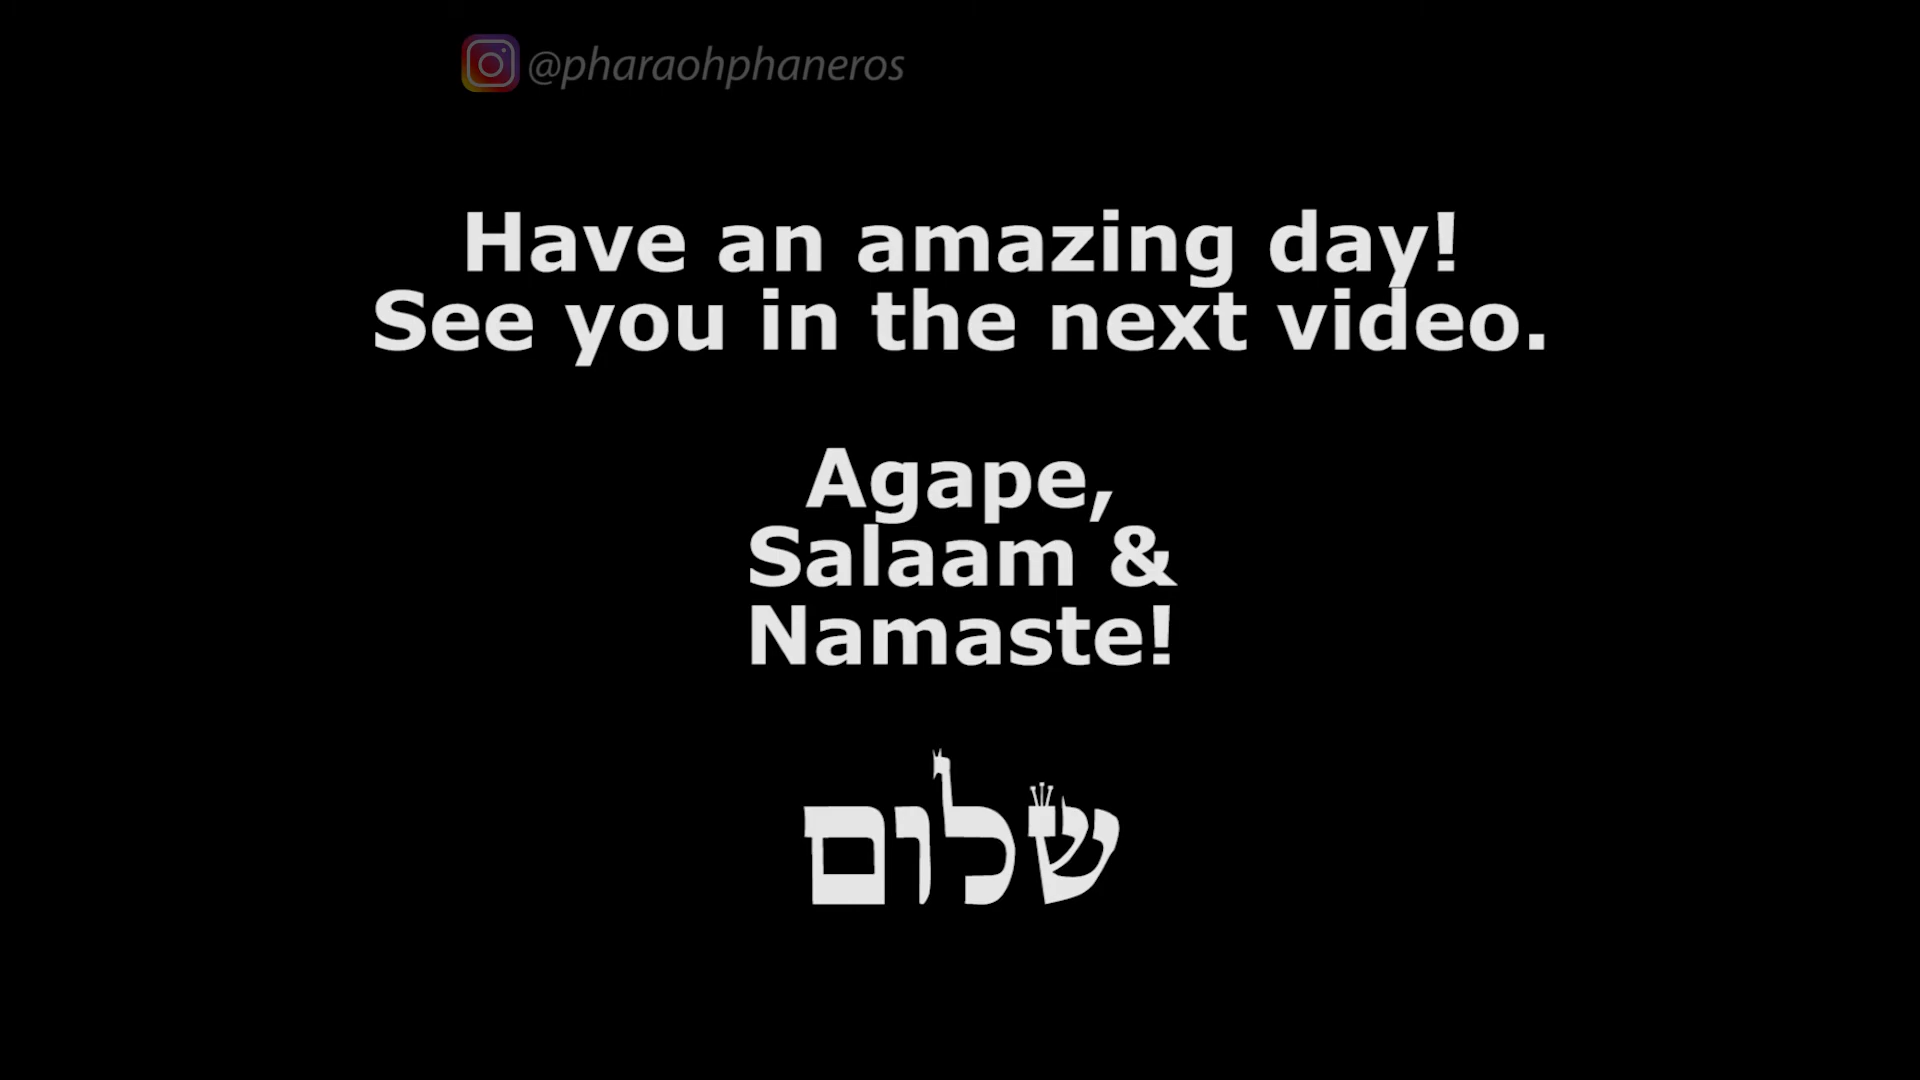 @pharaohphaneros
Have an amazing day!
See you in the next video.
Agape,
Salaam &
Namaste!
שלום